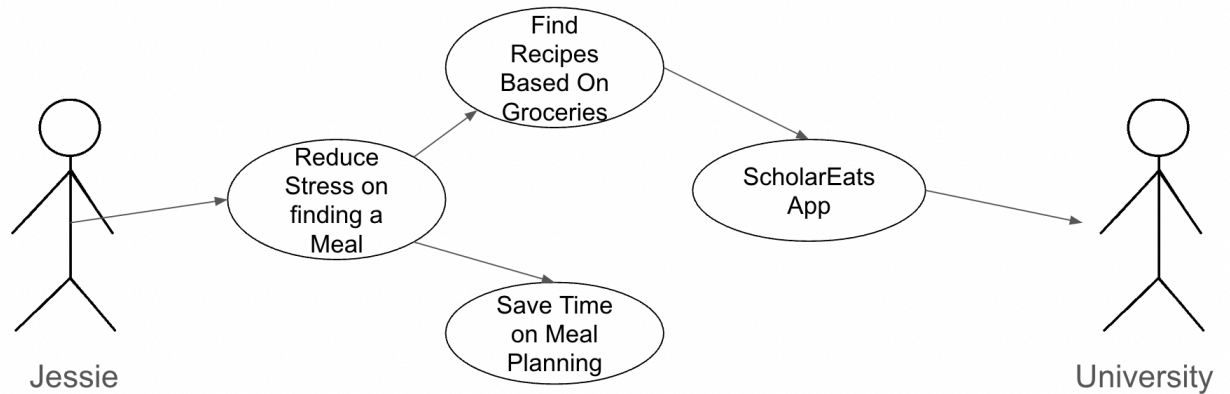 Find
Recipes
Based On
Groceries
Reduce
Stress on
finding a
Meal
ScholarEats
App
Save Time
on Meal
Planning
Jessie
University